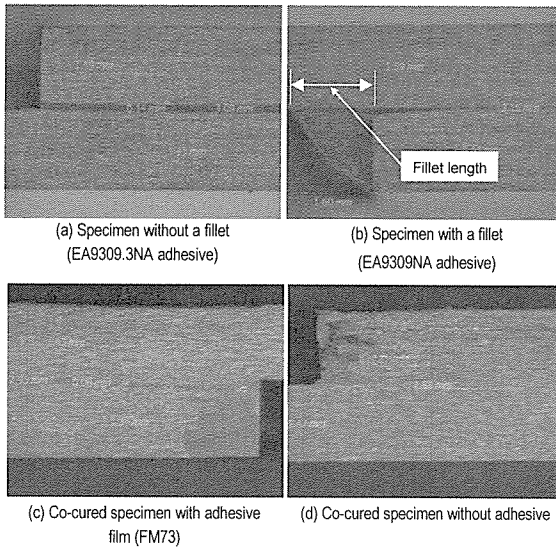 Fillet length
(a) Specimen without a fillet
(EA9309.3NA adhesive)
(b) Specimen with a fillet
(EA9309NA adhesive)
(c) Co-cured specimen with adhesive
film (FM73)
(d) Co-cured specimen without adhesive